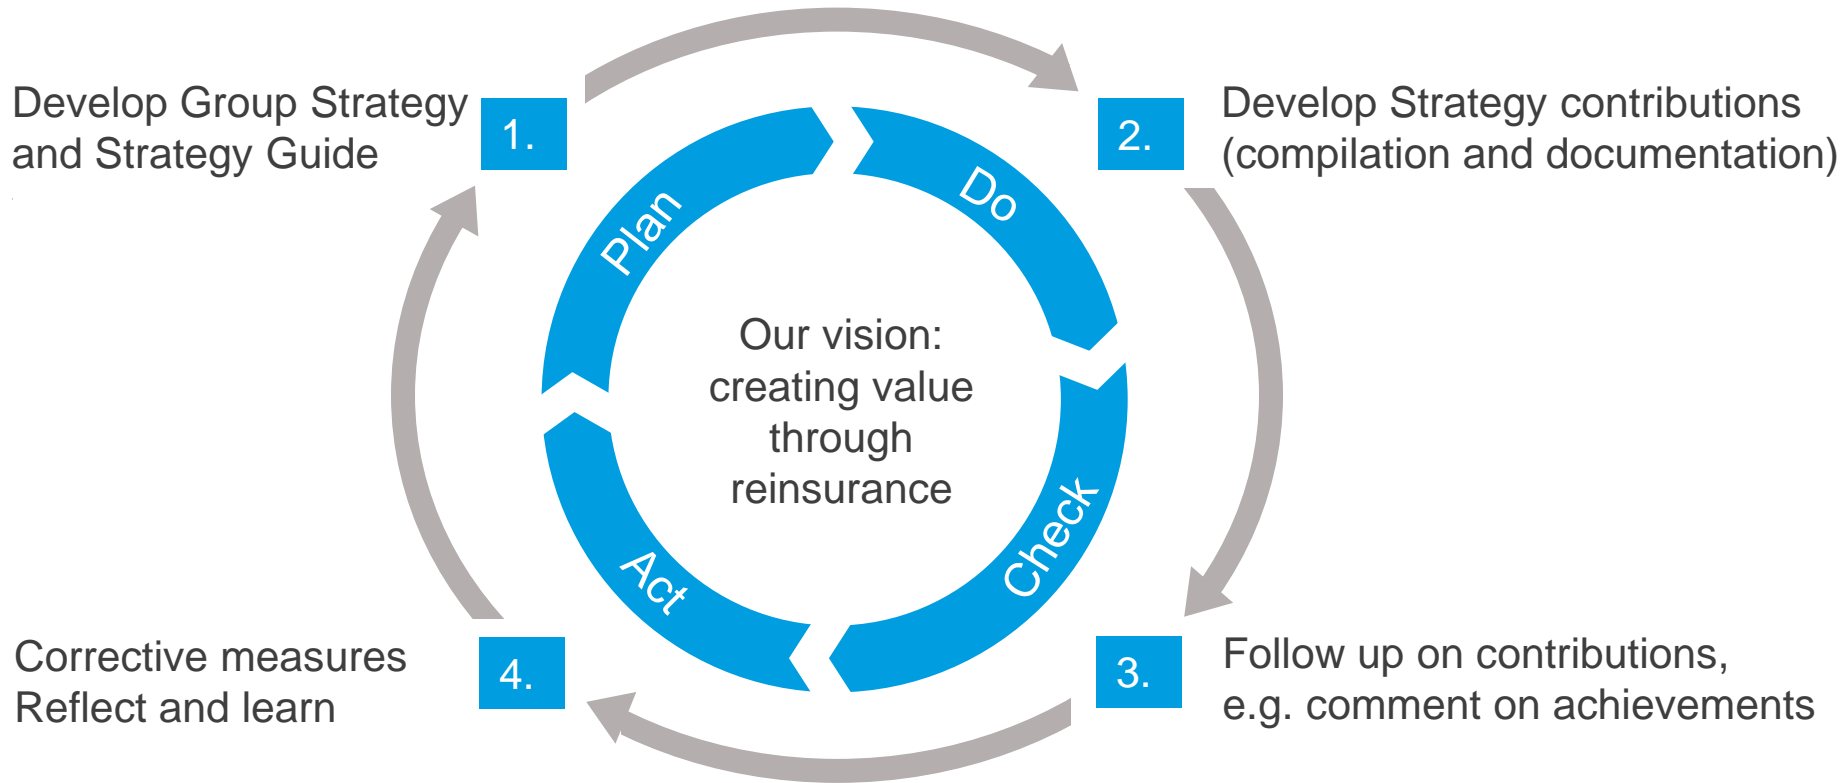 Develop Group Strategy
and Strategy Guide
1.
2.
Develop Strategy contributions
(compilation and documentation)
Plan
Do
Our vision:
creating value
through
reinsurance
Act
Check
Corrective measures
Reflect and learn
4.
3.
Follow up on contributions,
e.g. comment on achievements